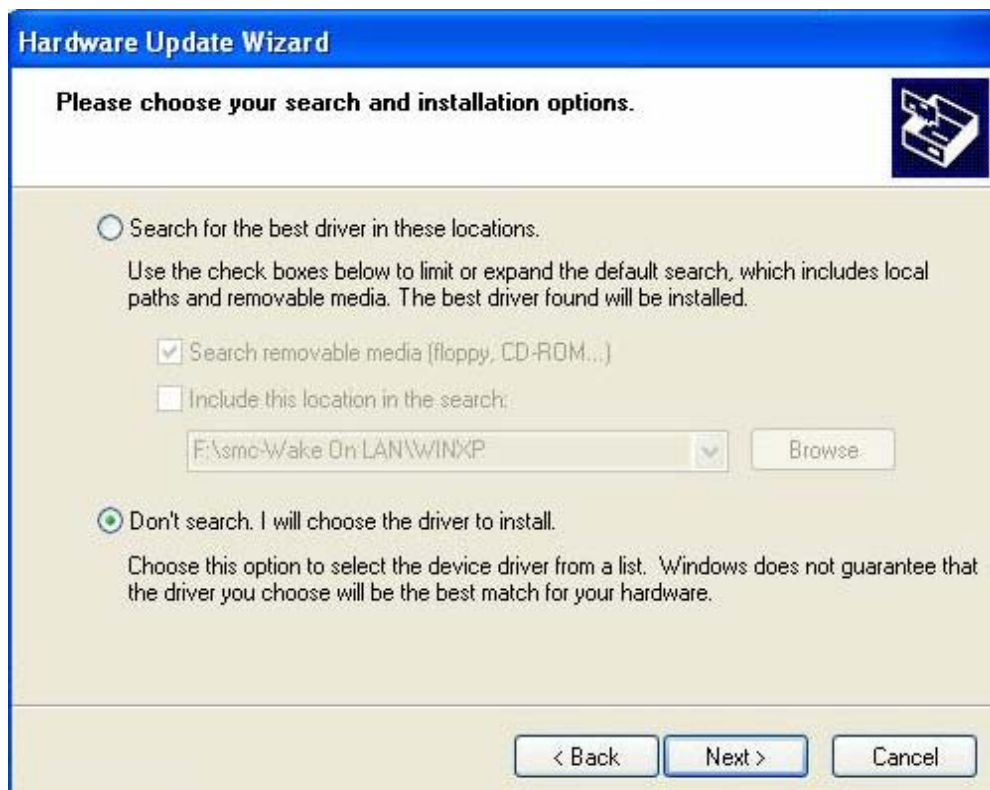 Hardware Update Wizard
Please choose your search and installation options.
Search for the best driver in these locations.
Use the check boxes below to limit or expand the default search, which includes local
paths and removable media. The best driver found will be installed.
Search removable media (floppy, CD-ROM...)
Include this location in the search:
F:\smc-Wake On LAN\WINXP
Browse
Don't search. I will choose the driver to install.
Choose this option to select the device driver from a list. Windows does not guarantee that
the driver you choose will be the best match for your hardware.
< Back
Next >
Cancel